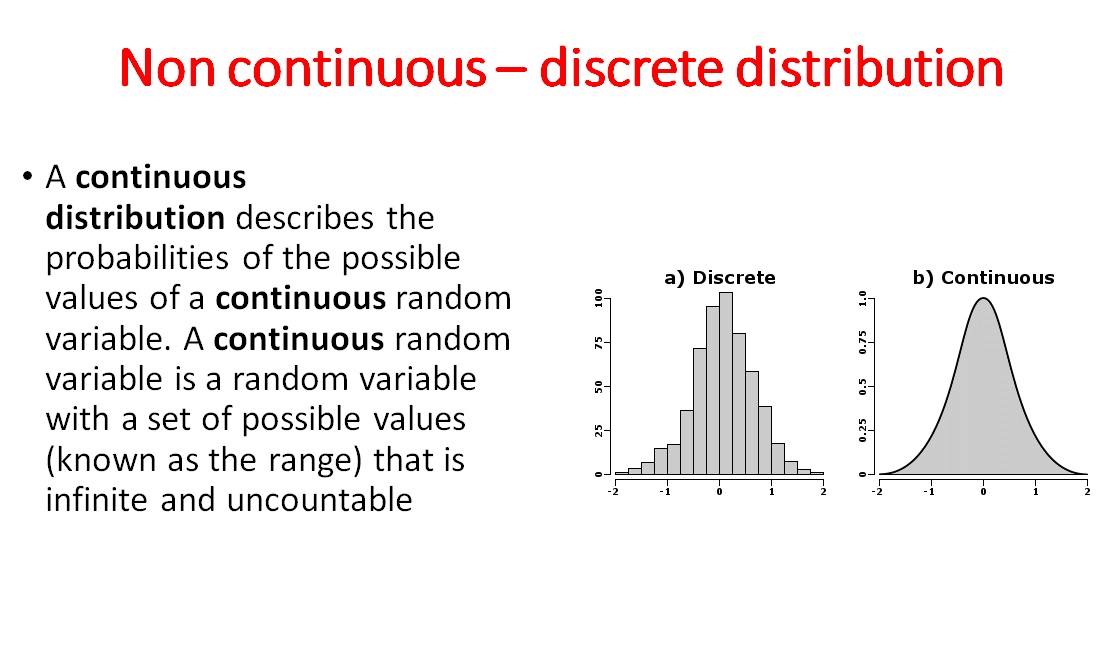 Non continuous – discrete distribution
• A continuous
distribution describes the
probabilities of the possible
values of a continuous random
variable. A continuous random
variable is a random variable
with a set of possible values
(known as the range) that is
infinite and uncountable
a) Discrete
100
75
50
25
0
-2 -1 0 1 2
b) Continuous
1.0
0.75
0.5
0.25
0
-2 -1 0 1 2